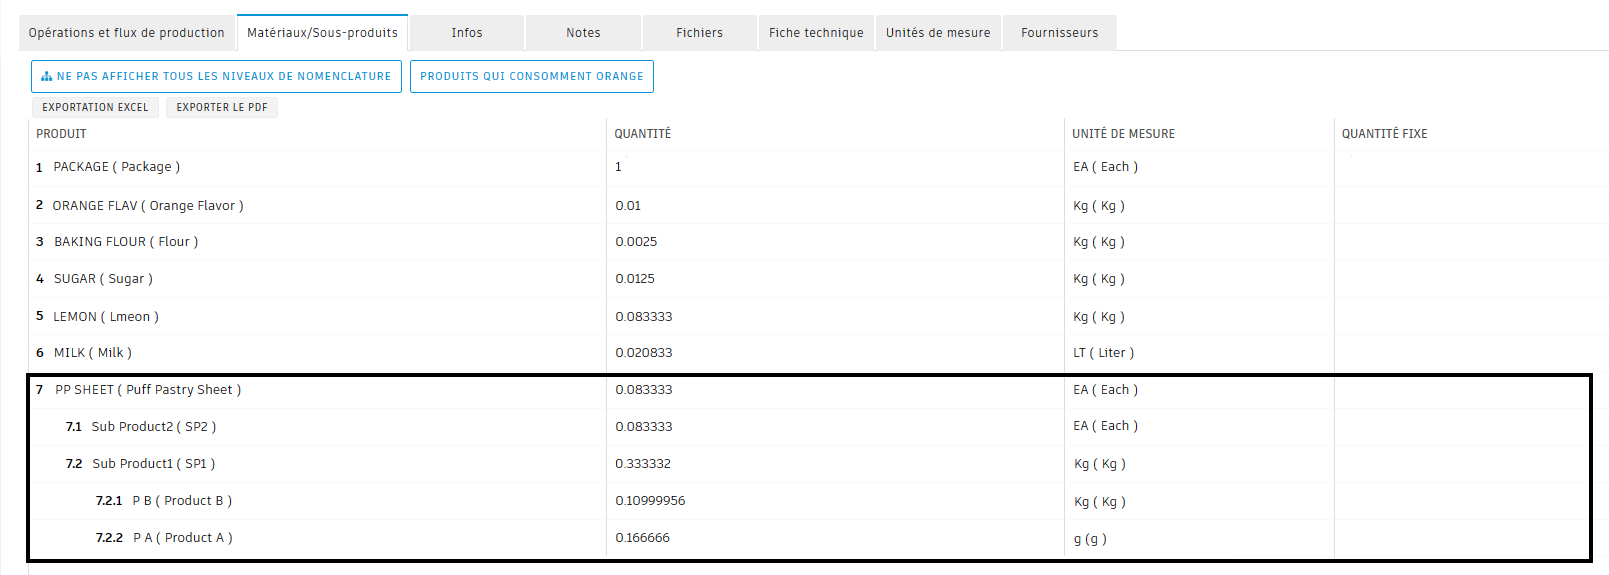 Opérations et flux de production Matériaux/Sous-produits Infos Notes Fichiers Fiche technique Unités de mesure Fournisseurs
NE PAS AFFICHER TOUS LES NIVEAUX DE NOMENCLATURE PRODUITS QUI CONSOMMENT ORANGE
EXPORTATION EXCEL EXPORTER LE PDF
PRODUIT QUANTITÉ UNITÉ DE MESURE QUANTITÉ FIXE
1 PACKAGE ( Package ) 1 EA ( Each )
2 ORANGE FLAV ( Orange Flavor ) 0.01 Kg ( Kg )
3 BAKING FLOUR ( Flour ) 0.0025 Kg ( Kg )
4 SUGAR ( Sugar ) 0.0125 Kg ( Kg )
5 LEMON ( Lmeon ) 0.083333 Kg ( Kg )
6 MILK ( Milk ) 0.020833 LT ( Liter )
7 PP SHEET ( Puff Pastry Sheet ) 0.083333 EA ( Each )
7.1 Sub Product2 ( SP2 ) 0.083333 EA ( Each )
7.2 Sub Product1 ( SP1 ) 0.333332 Kg ( Kg )
7.2.1 P B ( Product B ) 0.10999956 Kg ( Kg )
7.2.2 P A ( Product A ) 0.166666 g (g )